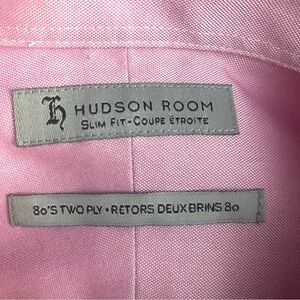 h HUDSON ROOM
SLIM FIT-COUPE ÉTROITE
80'S TWO PLY • RETORS DEUX BRINS 80